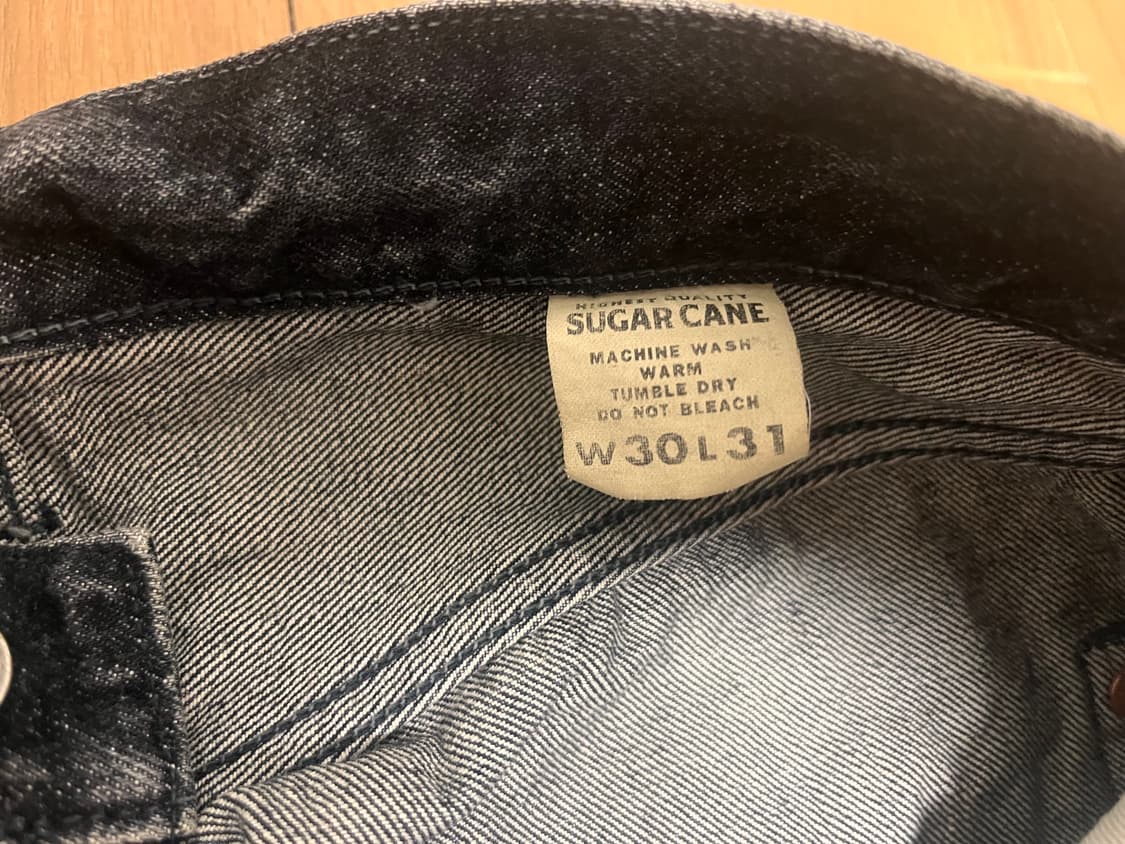 HIGHEST QUALITY
SUGAR CANE
MACHINE WASH
WARM
TUMBLE DRY
DO NOT BLEACH
W30L31